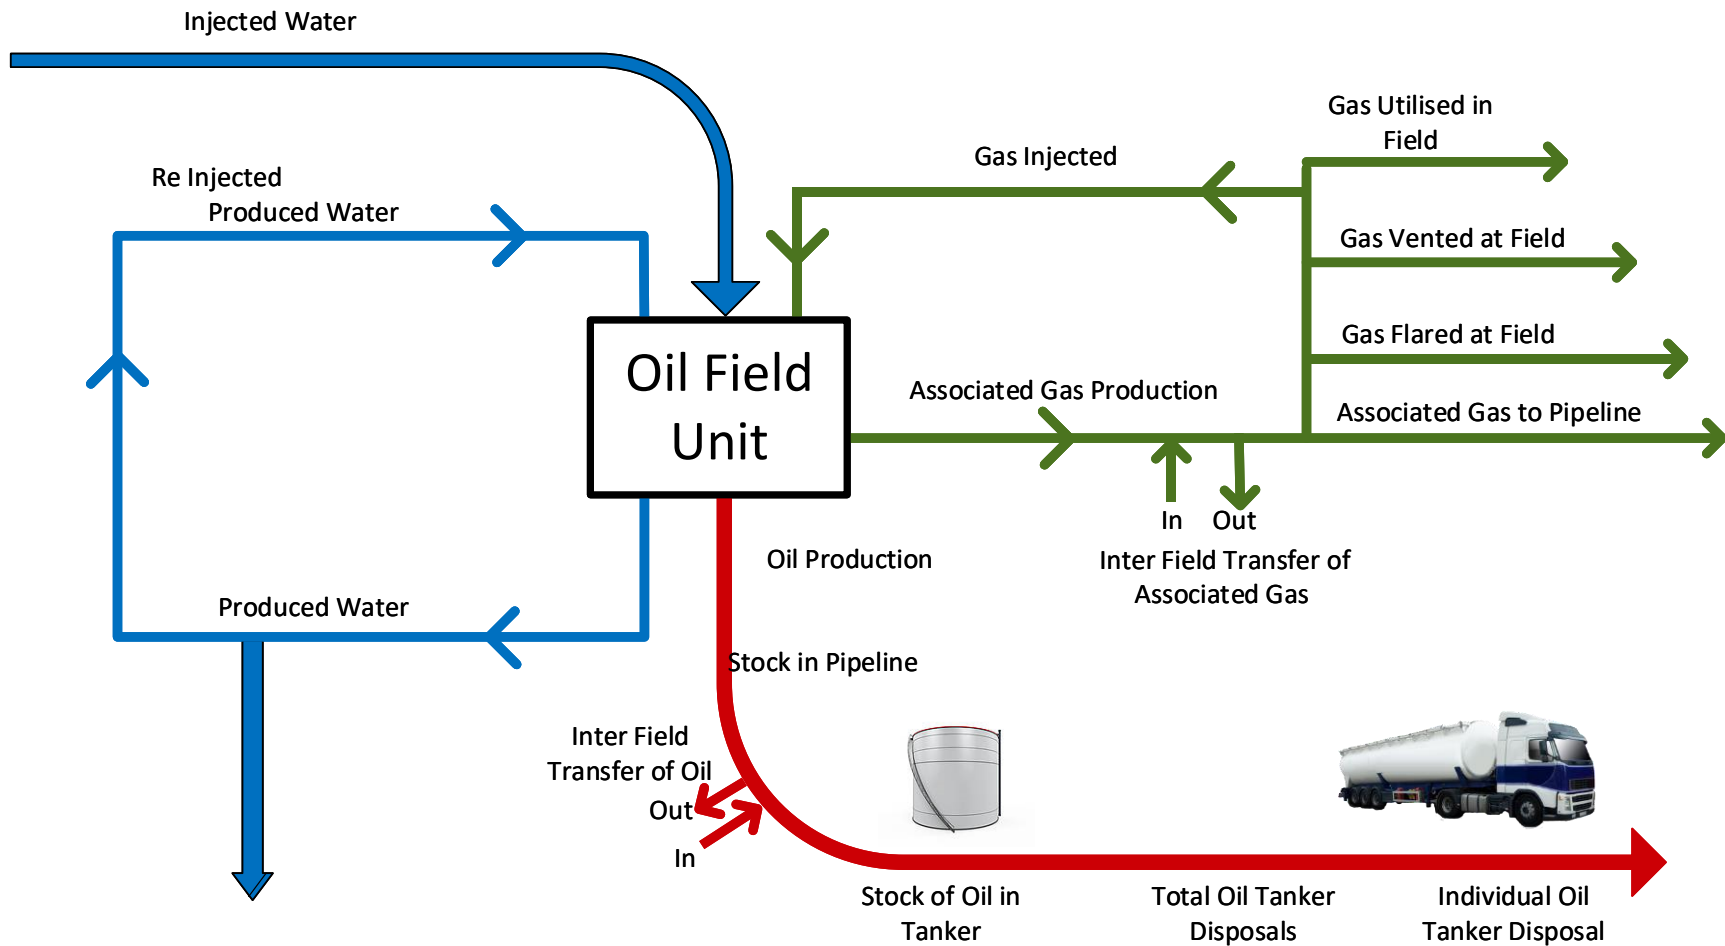 Injected Water
Gas Utilised in
Field
Gas Injected
Re Injected
Produced Water
Gas Vented at Field
Gas Flared at Field
Oil Field
Unit
Associated Gas Production
Associated Gas to Pipeline
In
Out
Inter Field Transfer of
Associated Gas
Oil Production
Produced Water
Stock in Pipeline
Inter Field
Transfer of Oil
Out
In
Stock of Oil in
Tanker
Total Oil Tanker
Disposals
Individual Oil
Tanker Disposal